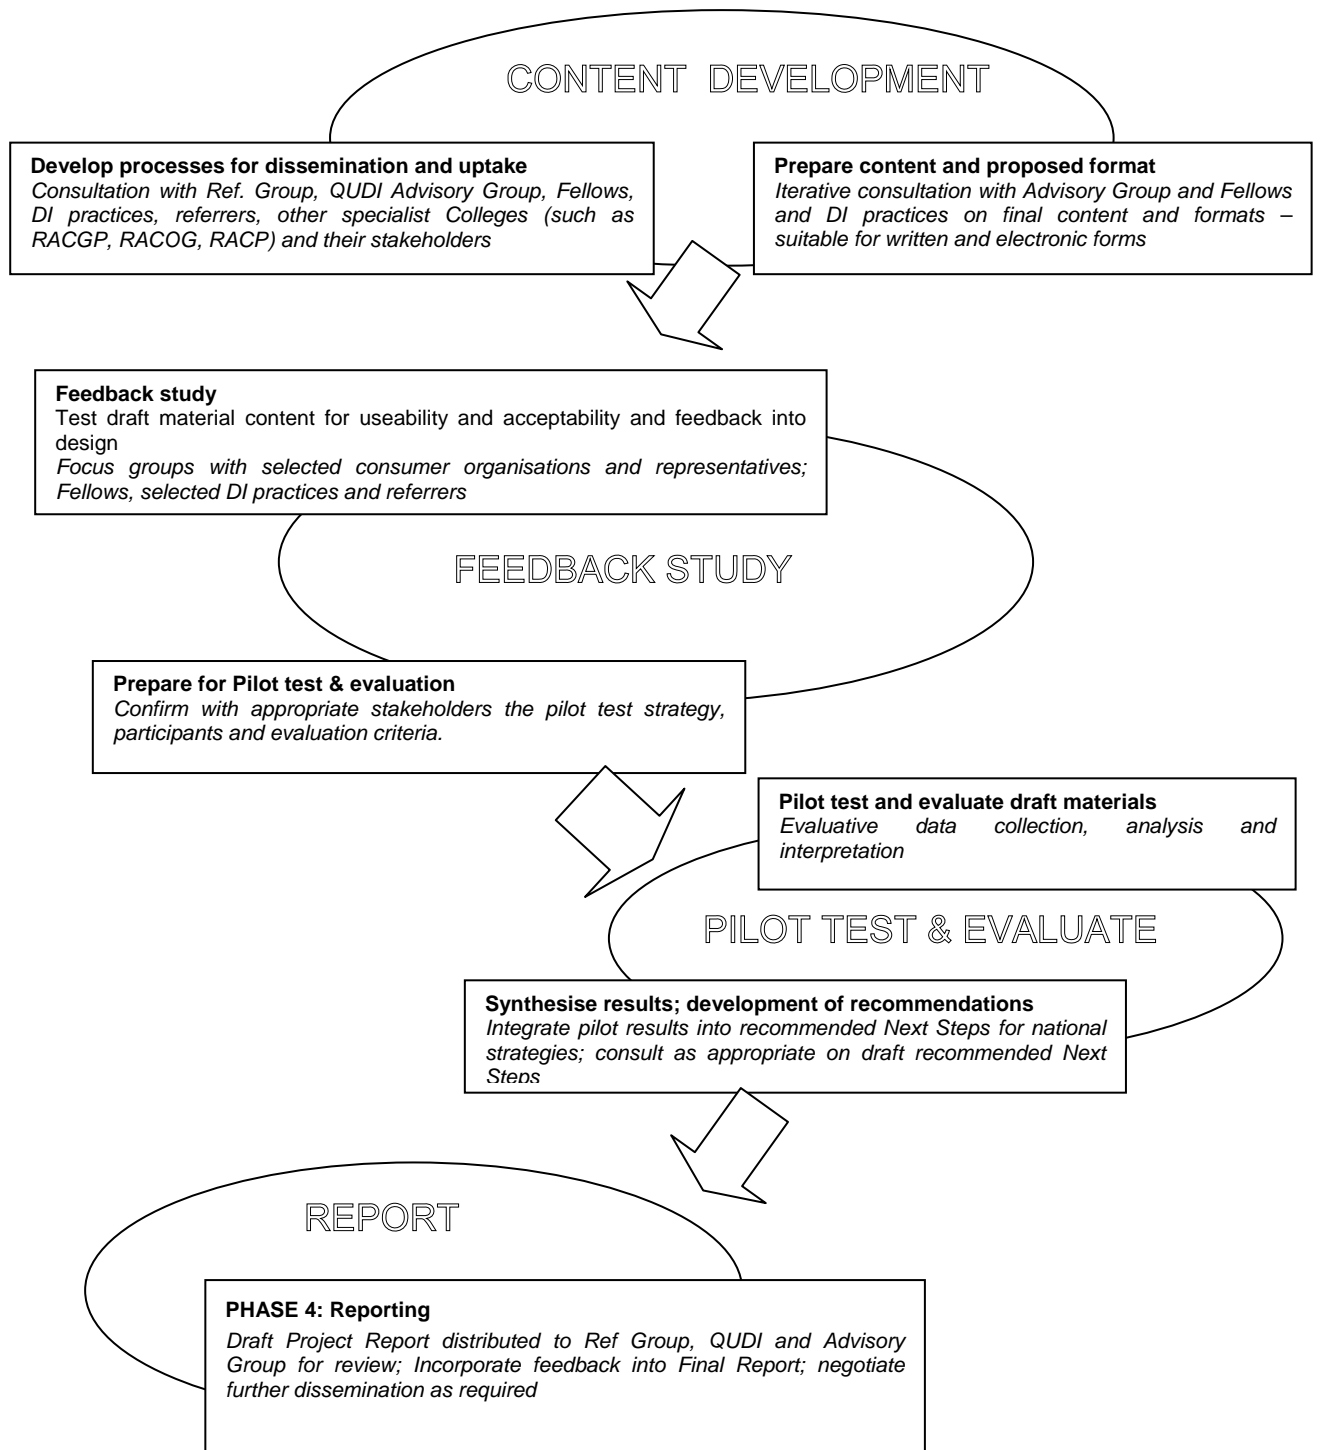 CONTENT DEVELOPMENT
Develop processes for dissemination and uptake
Consultation with Ref. Group, QUDI Advisory Group, Fellows,
DI practices, referrers, other specialist Colleges (such as
RACGP, RACOG, RACP) and their stakeholders
Prepare content and proposed format
Iterative consultation with Advisory Group and Fellows
and DI practices on final content and formats –
suitable for written and electronic forms
Feedback study
Test draft material content for useability and acceptability and feedback into
design
Focus groups with selected consumer organisations and representatives;
Fellows, selected DI practices and referrers
FEEDBACK STUDY
Prepare for Pilot test & evaluation
Confirm with appropriate stakeholders the pilot test strategy,
participants and evaluation criteria.
Pilot test and evaluate draft materials
Evaluative data collection, analysis and
interpretation
PILOT TEST & EVALUATE
Synthesise results; development of recommendations
Integrate pilot results into recommended Next Steps for national
strategies; consult as appropriate on draft recommended Next
Steps
REPORT
PHASE 4: Reporting
Draft Project Report distributed to Ref Group, QUDI and Advisory
Group for review; Incorporate feedback into Final Report; negotiate
further dissemination as required